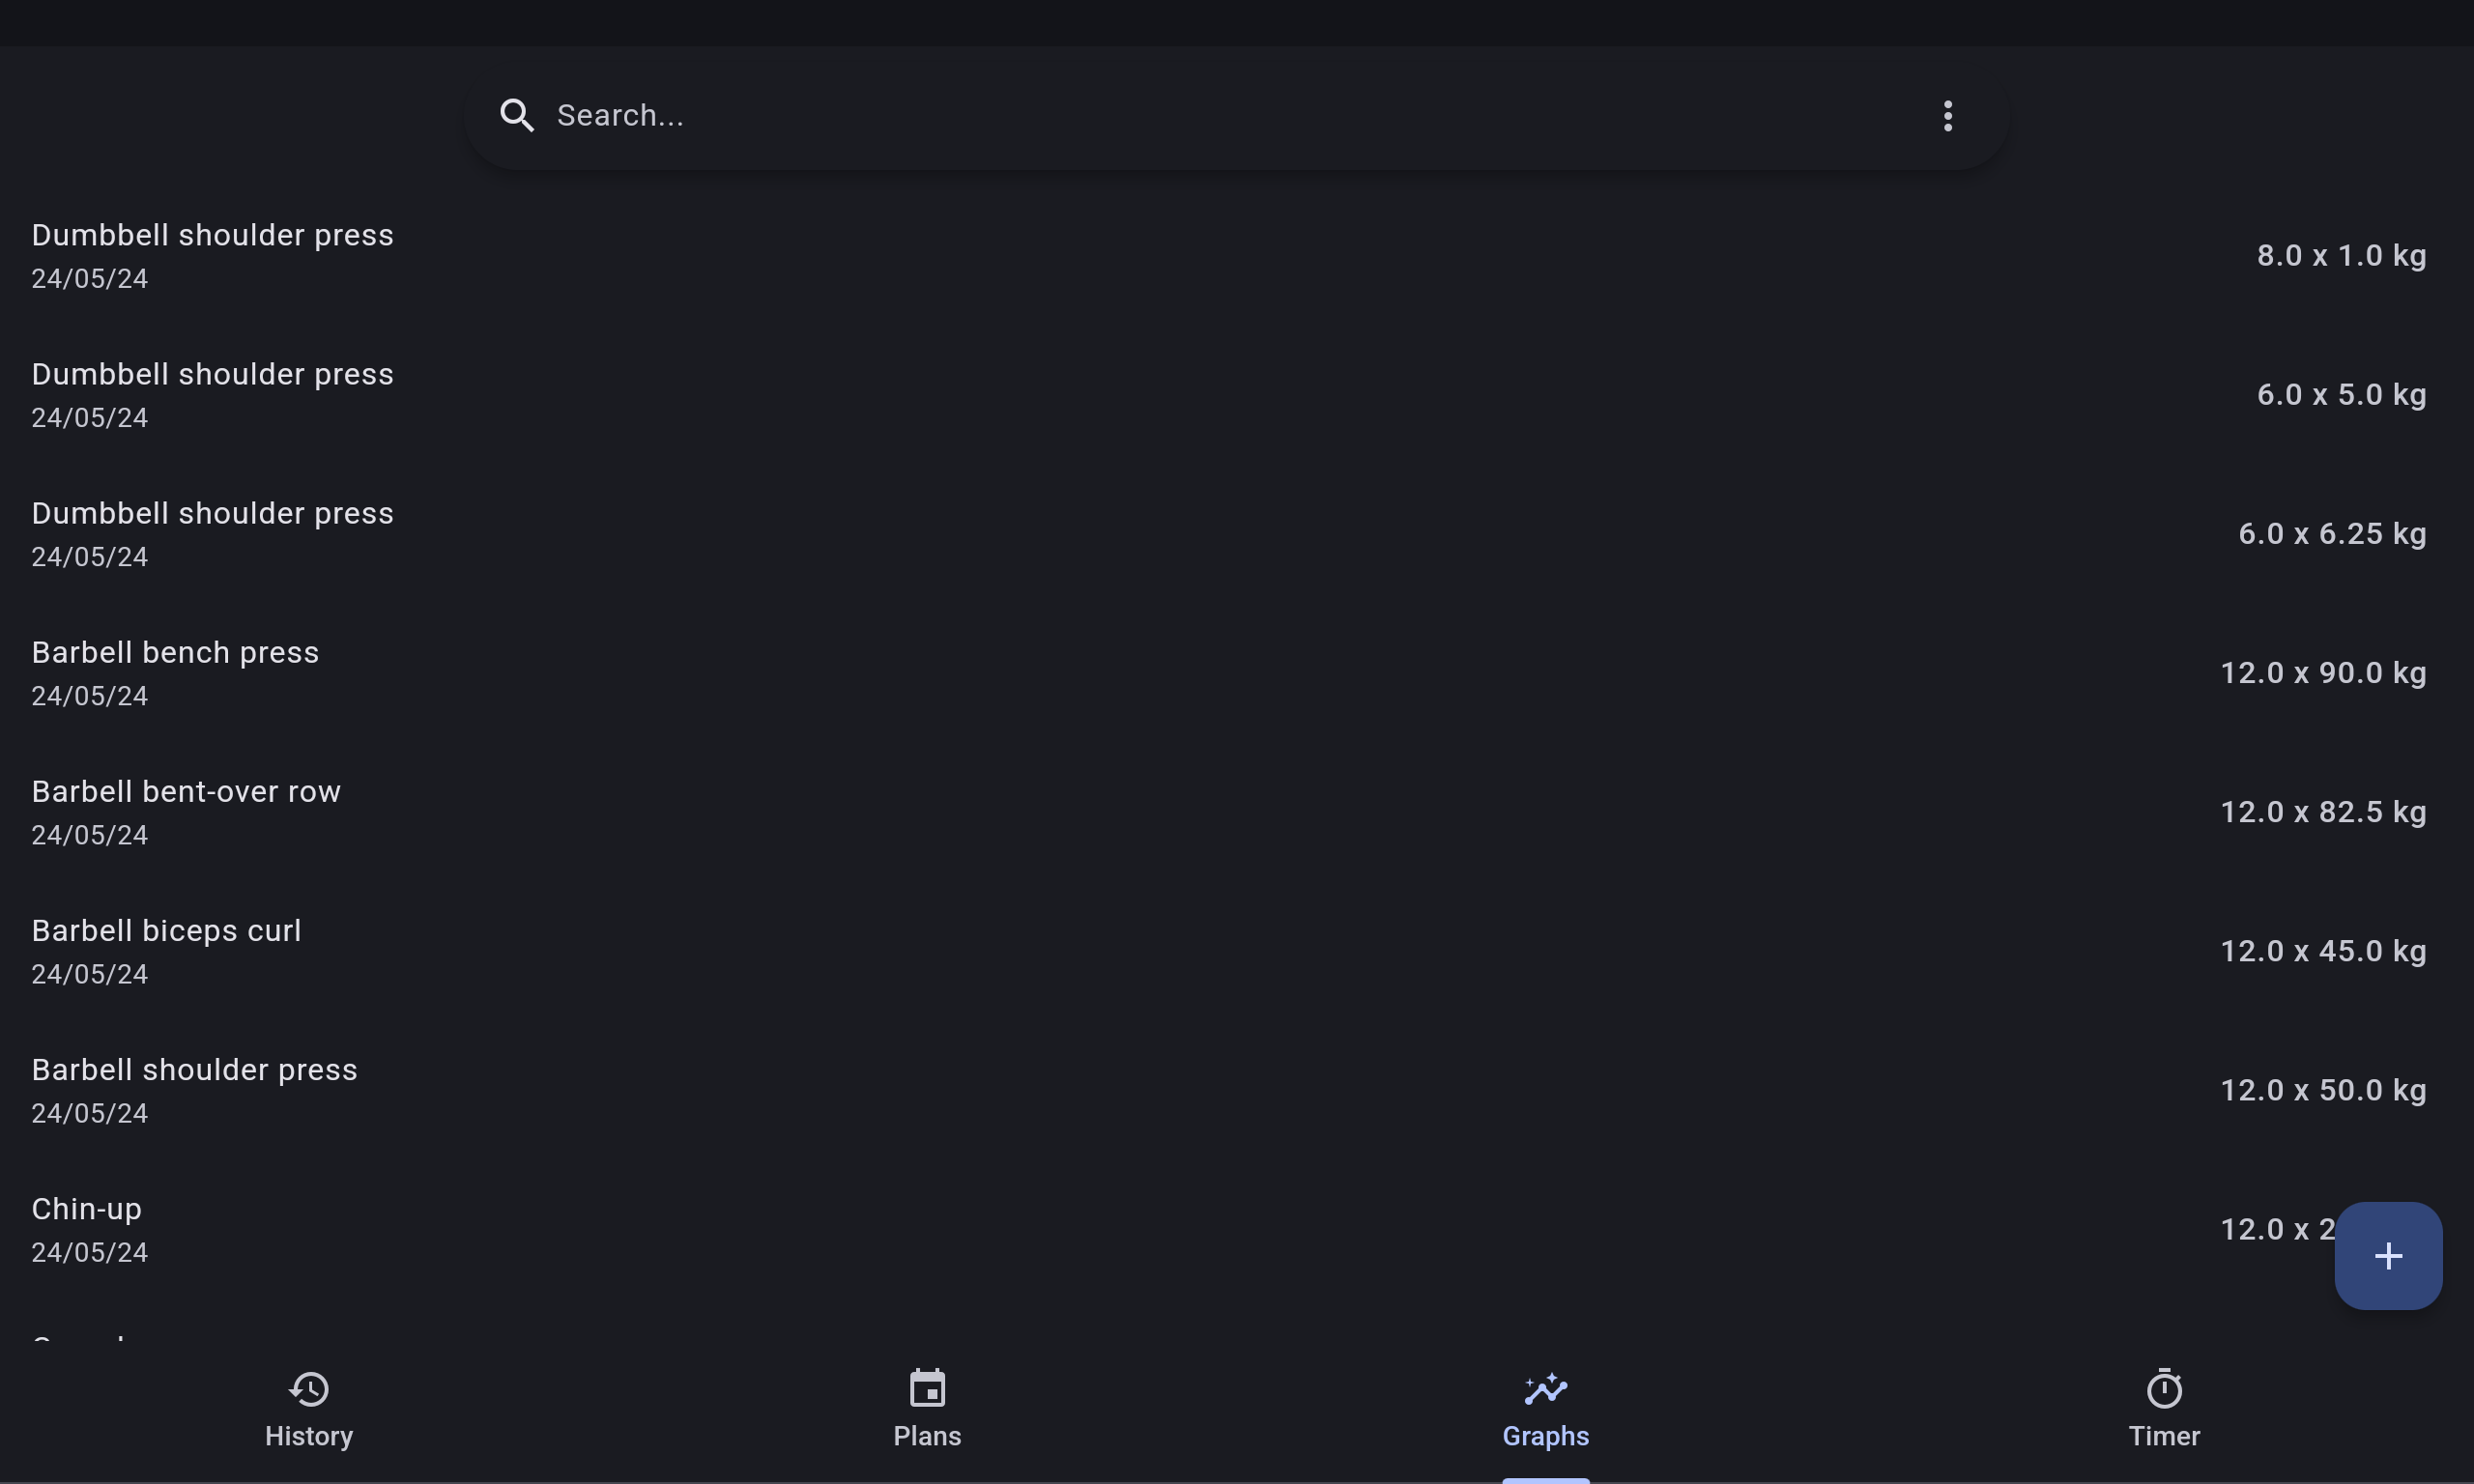 Search...
Dumbbell shoulder press
24/05/24
8.0 x 1.0 kg
Dumbbell shoulder press
24/05/24
6.0 x 5.0 kg
Dumbbell shoulder press
24/05/24
6.0 x 6.25 kg
Barbell bench press
24/05/24
12.0 x 90.0 kg
Barbell bent-over row
24/05/24
12.0 x 82.5 kg
Barbell biceps curl
24/05/24
12.0 x 45.0 kg
Barbell shoulder press
24/05/24
12.0 x 50.0 kg
Chin-up
24/05/24
12.0 x 2
History
Plans
Graphs
Timer